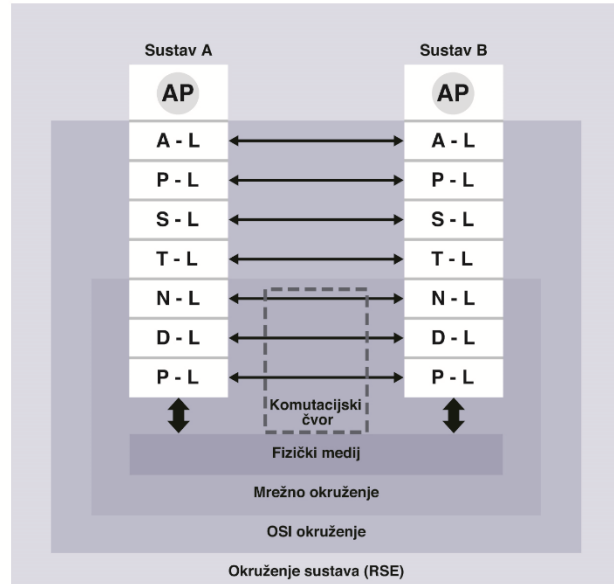 Sustav A Sustav B
AP AP
A - L A - L
P - L P - L
S - L S - L
T - L T - L
N - L N - L
D - L D - L
P - L P - L
Komutacijski
čvor
Fizički medij
Mrežno okruženje
OSI okruženje
Okruženje sustava (RSE)